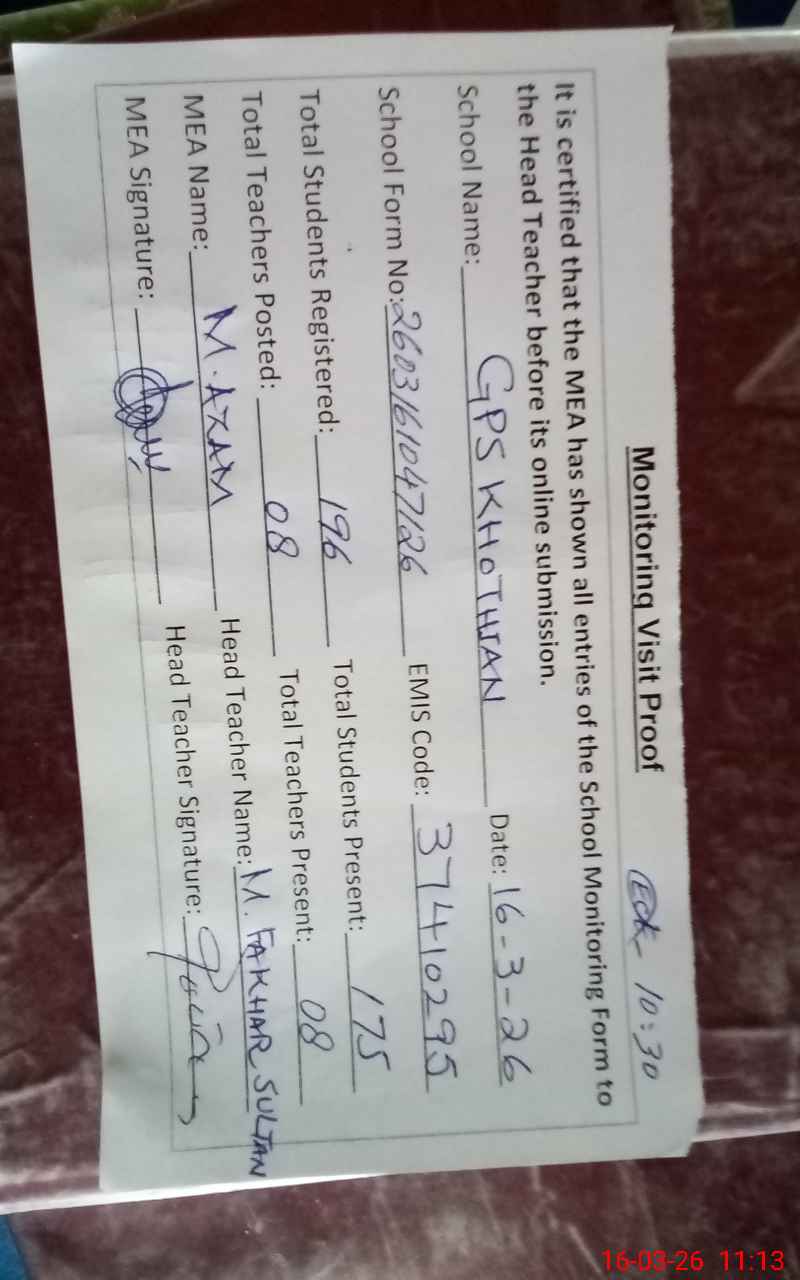 Monitoring Visit Proof
10:30
It is certified that the MEA has shown all entries of the School Monitoring Form to
the Head Teacher before its online submission.
School Name: GPS KHOTHIAN Date: 16-3-26
School Form No: 2603161047126 EMIS Code: 37410295
Total Students Registered: 196 Total Students Present: 175
Total Teachers Posted: 08 Total Teachers Present: 08
MEA Name: M. AZAM Head Teacher Name: M. FAKHAR SULTAN
MEA Signature: Head Teacher Signature:
16-03-26 11:13